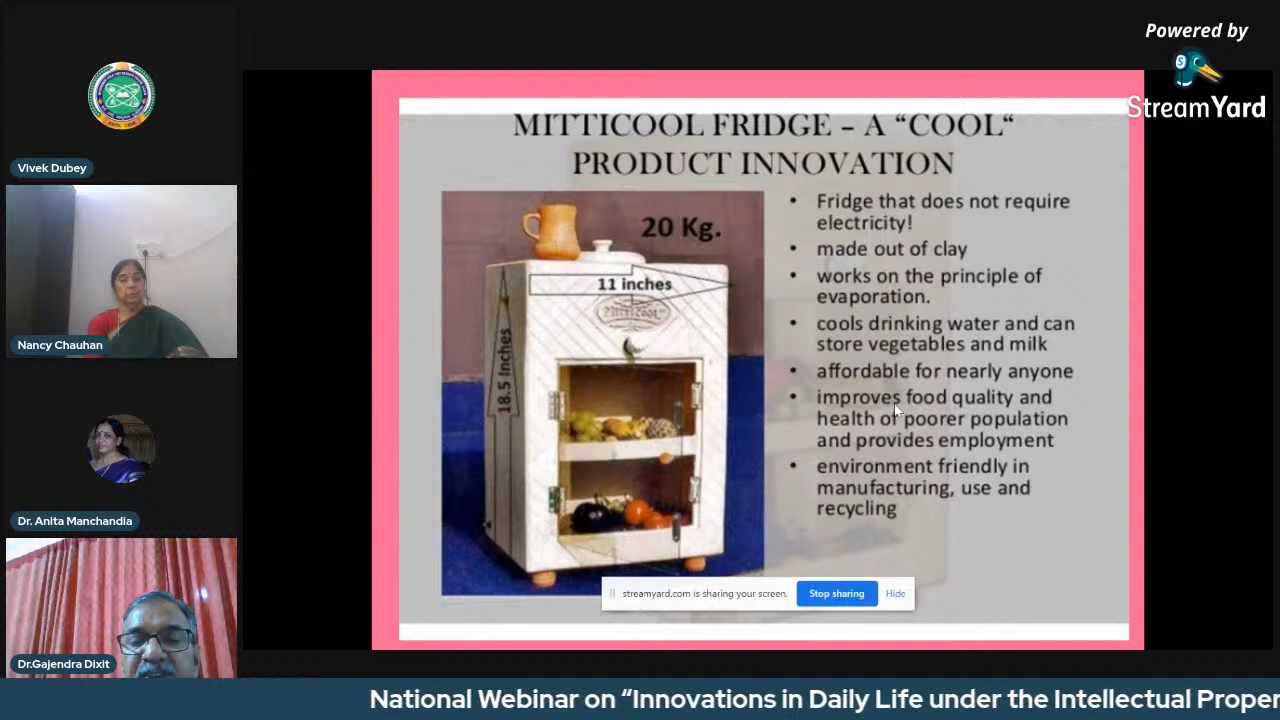 Powered by
StreamYard
Vivek Dubey
Nancy Chauhan
Dr. Anita Manchandia
Dr.Gajendra Dixit
MITTICOOL FRIDGE – A “COOL“
PRODUCT INNOVATION
20 Kg.
11 inches
Mitticool
18.5 Inches
• Fridge that does not require
electricity!
• made out of clay
• works on the principle of
evaporation.
• cools drinking water and can
store vegetables and milk
• affordable for nearly anyone
• improves food quality and
health of poorer population
and provides employment
• environment friendly in
manufacturing, use and
recycling
streamyard.com is sharing your screen.
Stop sharing
Hide
National Webinar on “Innovations in Daily Life under the Intellectual Proper